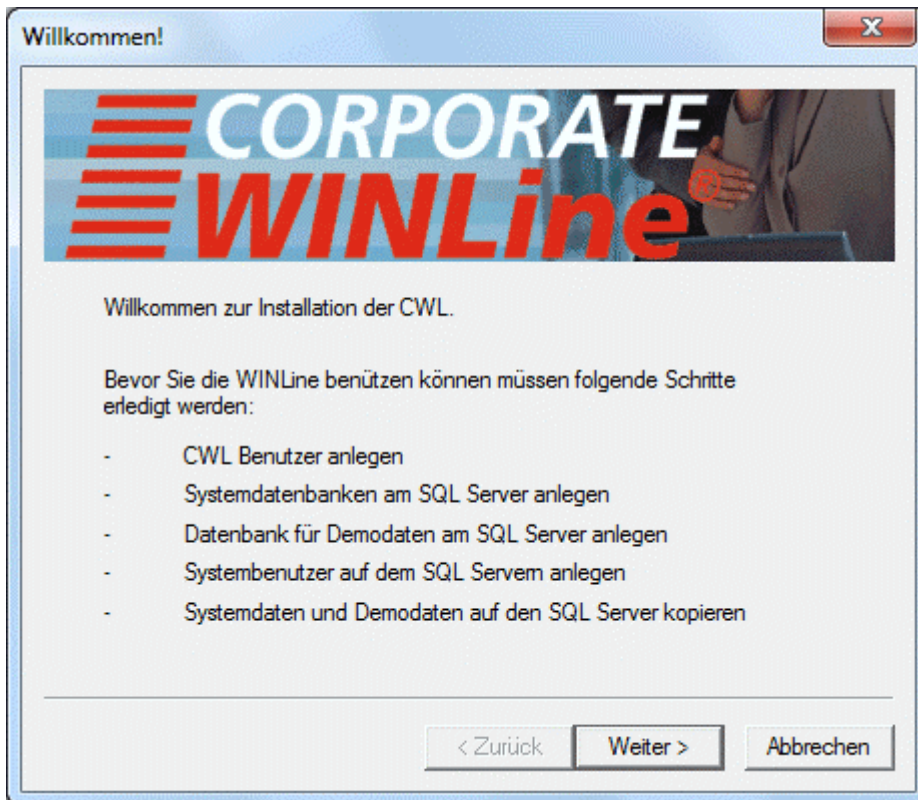 Willkommen!
CORPORATE
WINLine
Willkommen zur Installation der CWL.
Bevor Sie die WINLine benützen können müssen folgende Schritte
erledigt werden:
- CWL Benutzer anlegen
- Systemdatenbanken am SQL Server anlegen
- Datenbank für Demodaten am SQL Server anlegen
- Systembenutzer auf dem SQL Servern anlegen
- Systemdaten und Demodaten auf den SQL Server kopieren
< Zurück Weiter > Abbrechen